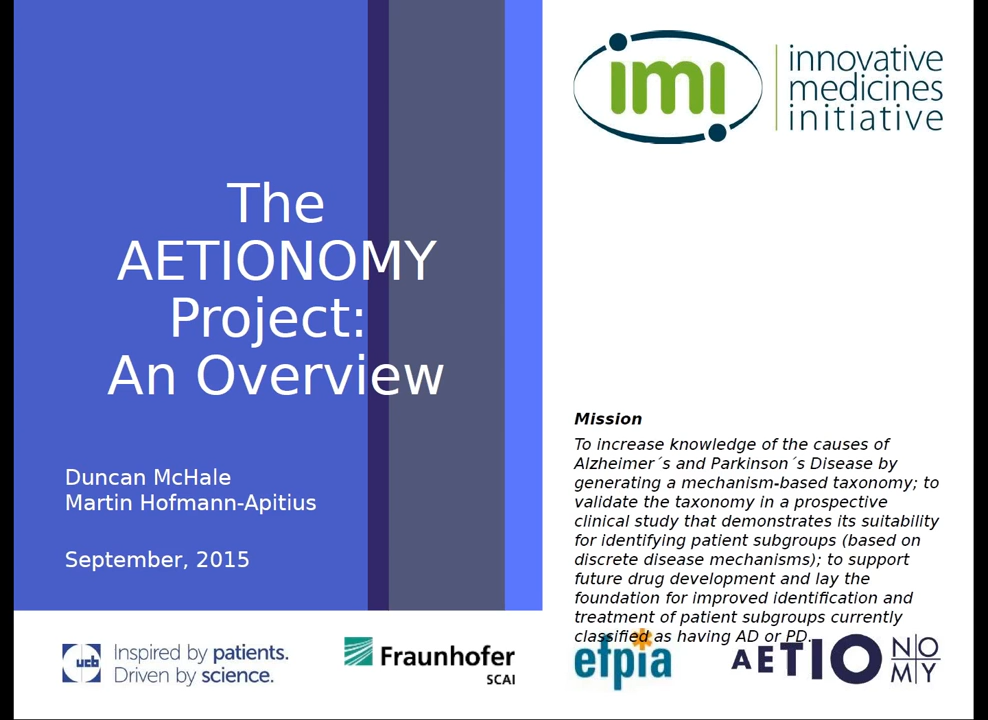 The
AETIONOMY
Project:
An Overview
Duncan McHale
Martin Hofmann-Apitius
September, 2015
imi
innovative
medicines
initiative
Mission
To increase knowledge of the causes of
Alzheimer´s and Parkinson´s Disease by
generating a mechanism-based taxonomy; to
validate the taxonomy in a prospective
clinical study that demonstrates its suitability
for identifying patient subgroups (based on
discrete disease mechanisms); to support
future drug development and lay the
foundation for improved identification and
treatment of patient subgroups currently
classified as having AD or PD.
ucb
Inspired by patients.
Driven by science.
Fraunhofer
SCAI
efpia
AETIONOMY